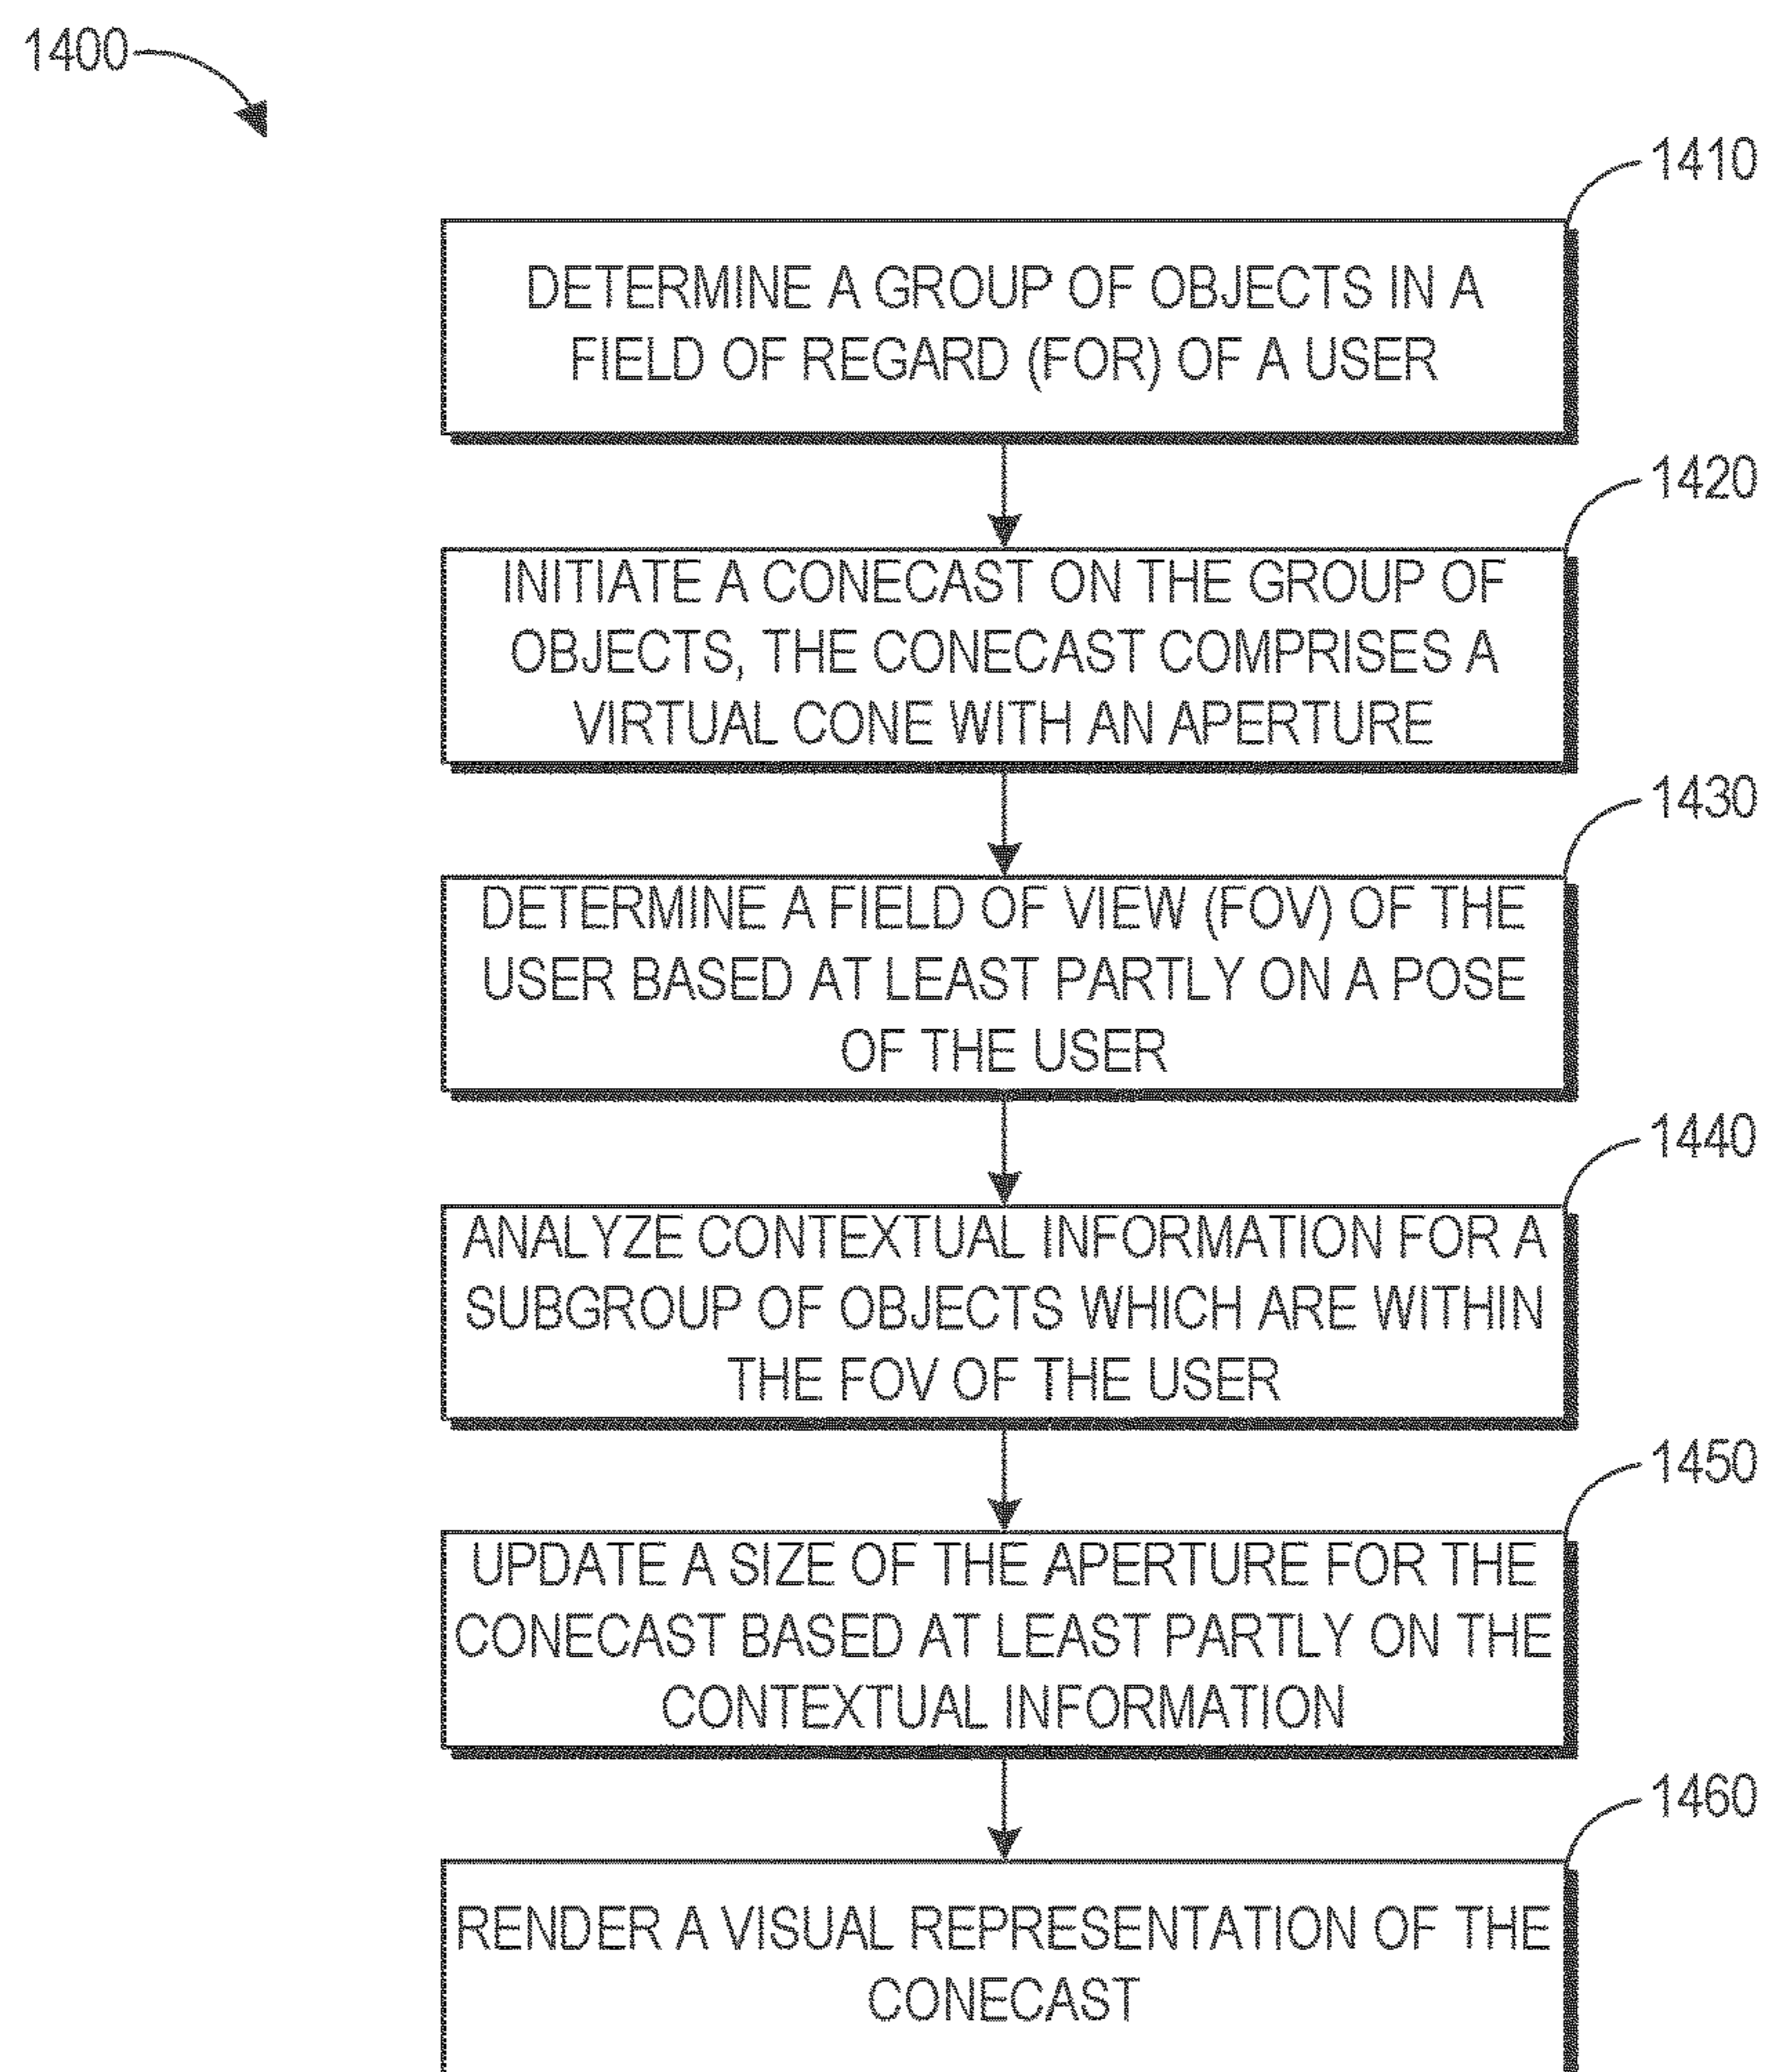 1400
1410
DETERMINE A GROUP OF OBJECTS IN A
FIELD OF REGARD (FOR) OF A USER
1420
INITIATE A CONECAST ON THE GROUP OF
OBJECTS, THE CONECAST COMPRISES A
VIRTUAL CONE WITH AN APERTURE
1430
DETERMINE A FIELD OF VIEW (FOV) OF THE
USER BASED AT LEAST PARTLY ON A POSE
OF THE USER
1440
ANALYZE CONTEXTUAL INFORMATION FOR A
SUBGROUP OF OBJECTS WHICH ARE WITHIN
THE FOV OF THE USER
1450
UPDATE A SIZE OF THE APERTURE FOR THE
CONECAST BASED AT LEAST PARTLY ON THE
CONTEXTUAL INFORMATION
1460
RENDER A VISUAL REPRESENTATION OF THE
CONECAST